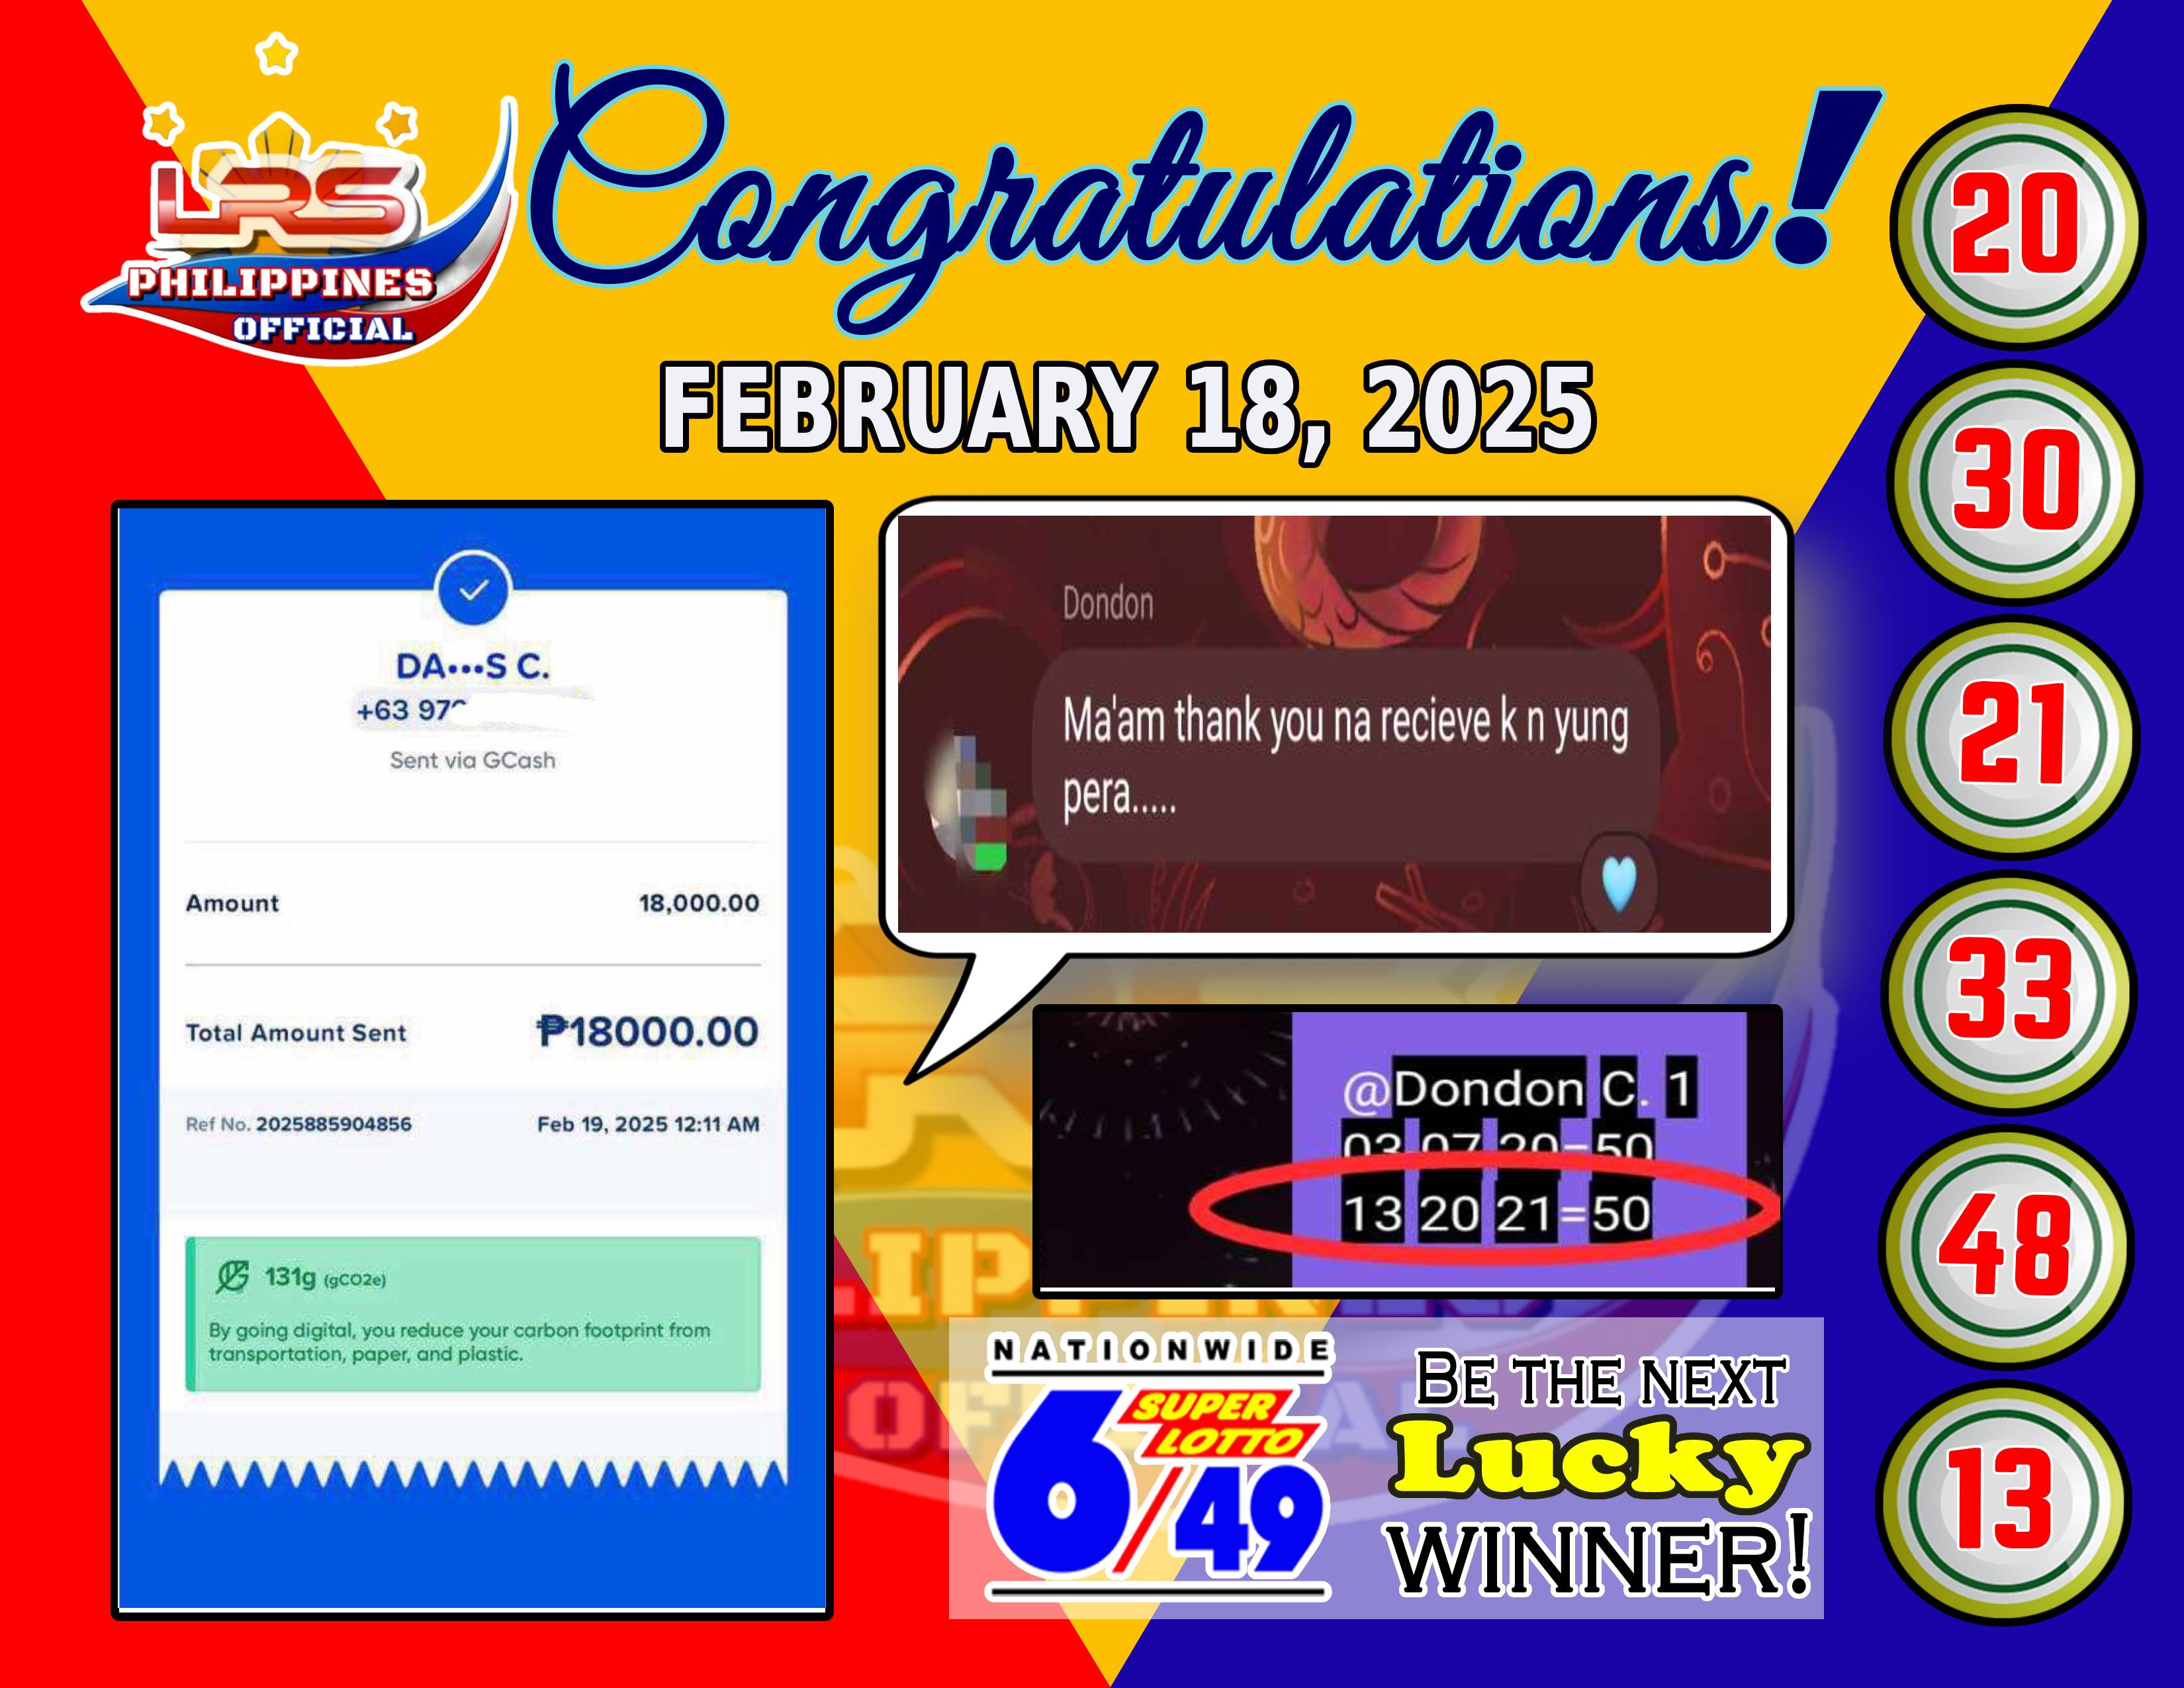 LRS
PHILIPPINES
OFFICIAL
Congratulations!
FEBRUARY 18, 2025
DA•••S C.
+63 97
Sent via GCash
Amount 18,000.00
Total Amount Sent ₱18000.00
Ref No. 2025885904856 Feb 19, 2025 12:11 AM
131g (gCO2e)
By going digital, you reduce your carbon footprint from
transportation, paper, and plastic.
Dondon
Ma'am thank you na recieve k n yung
pera.....
@Dondon C. 1
03 07 20=50
13 20 21=50
NATIONWIDE
SUPER
LOTTO
6/49
BE THE NEXT
Lucky
WINNER!
20
30
21
33
48
13